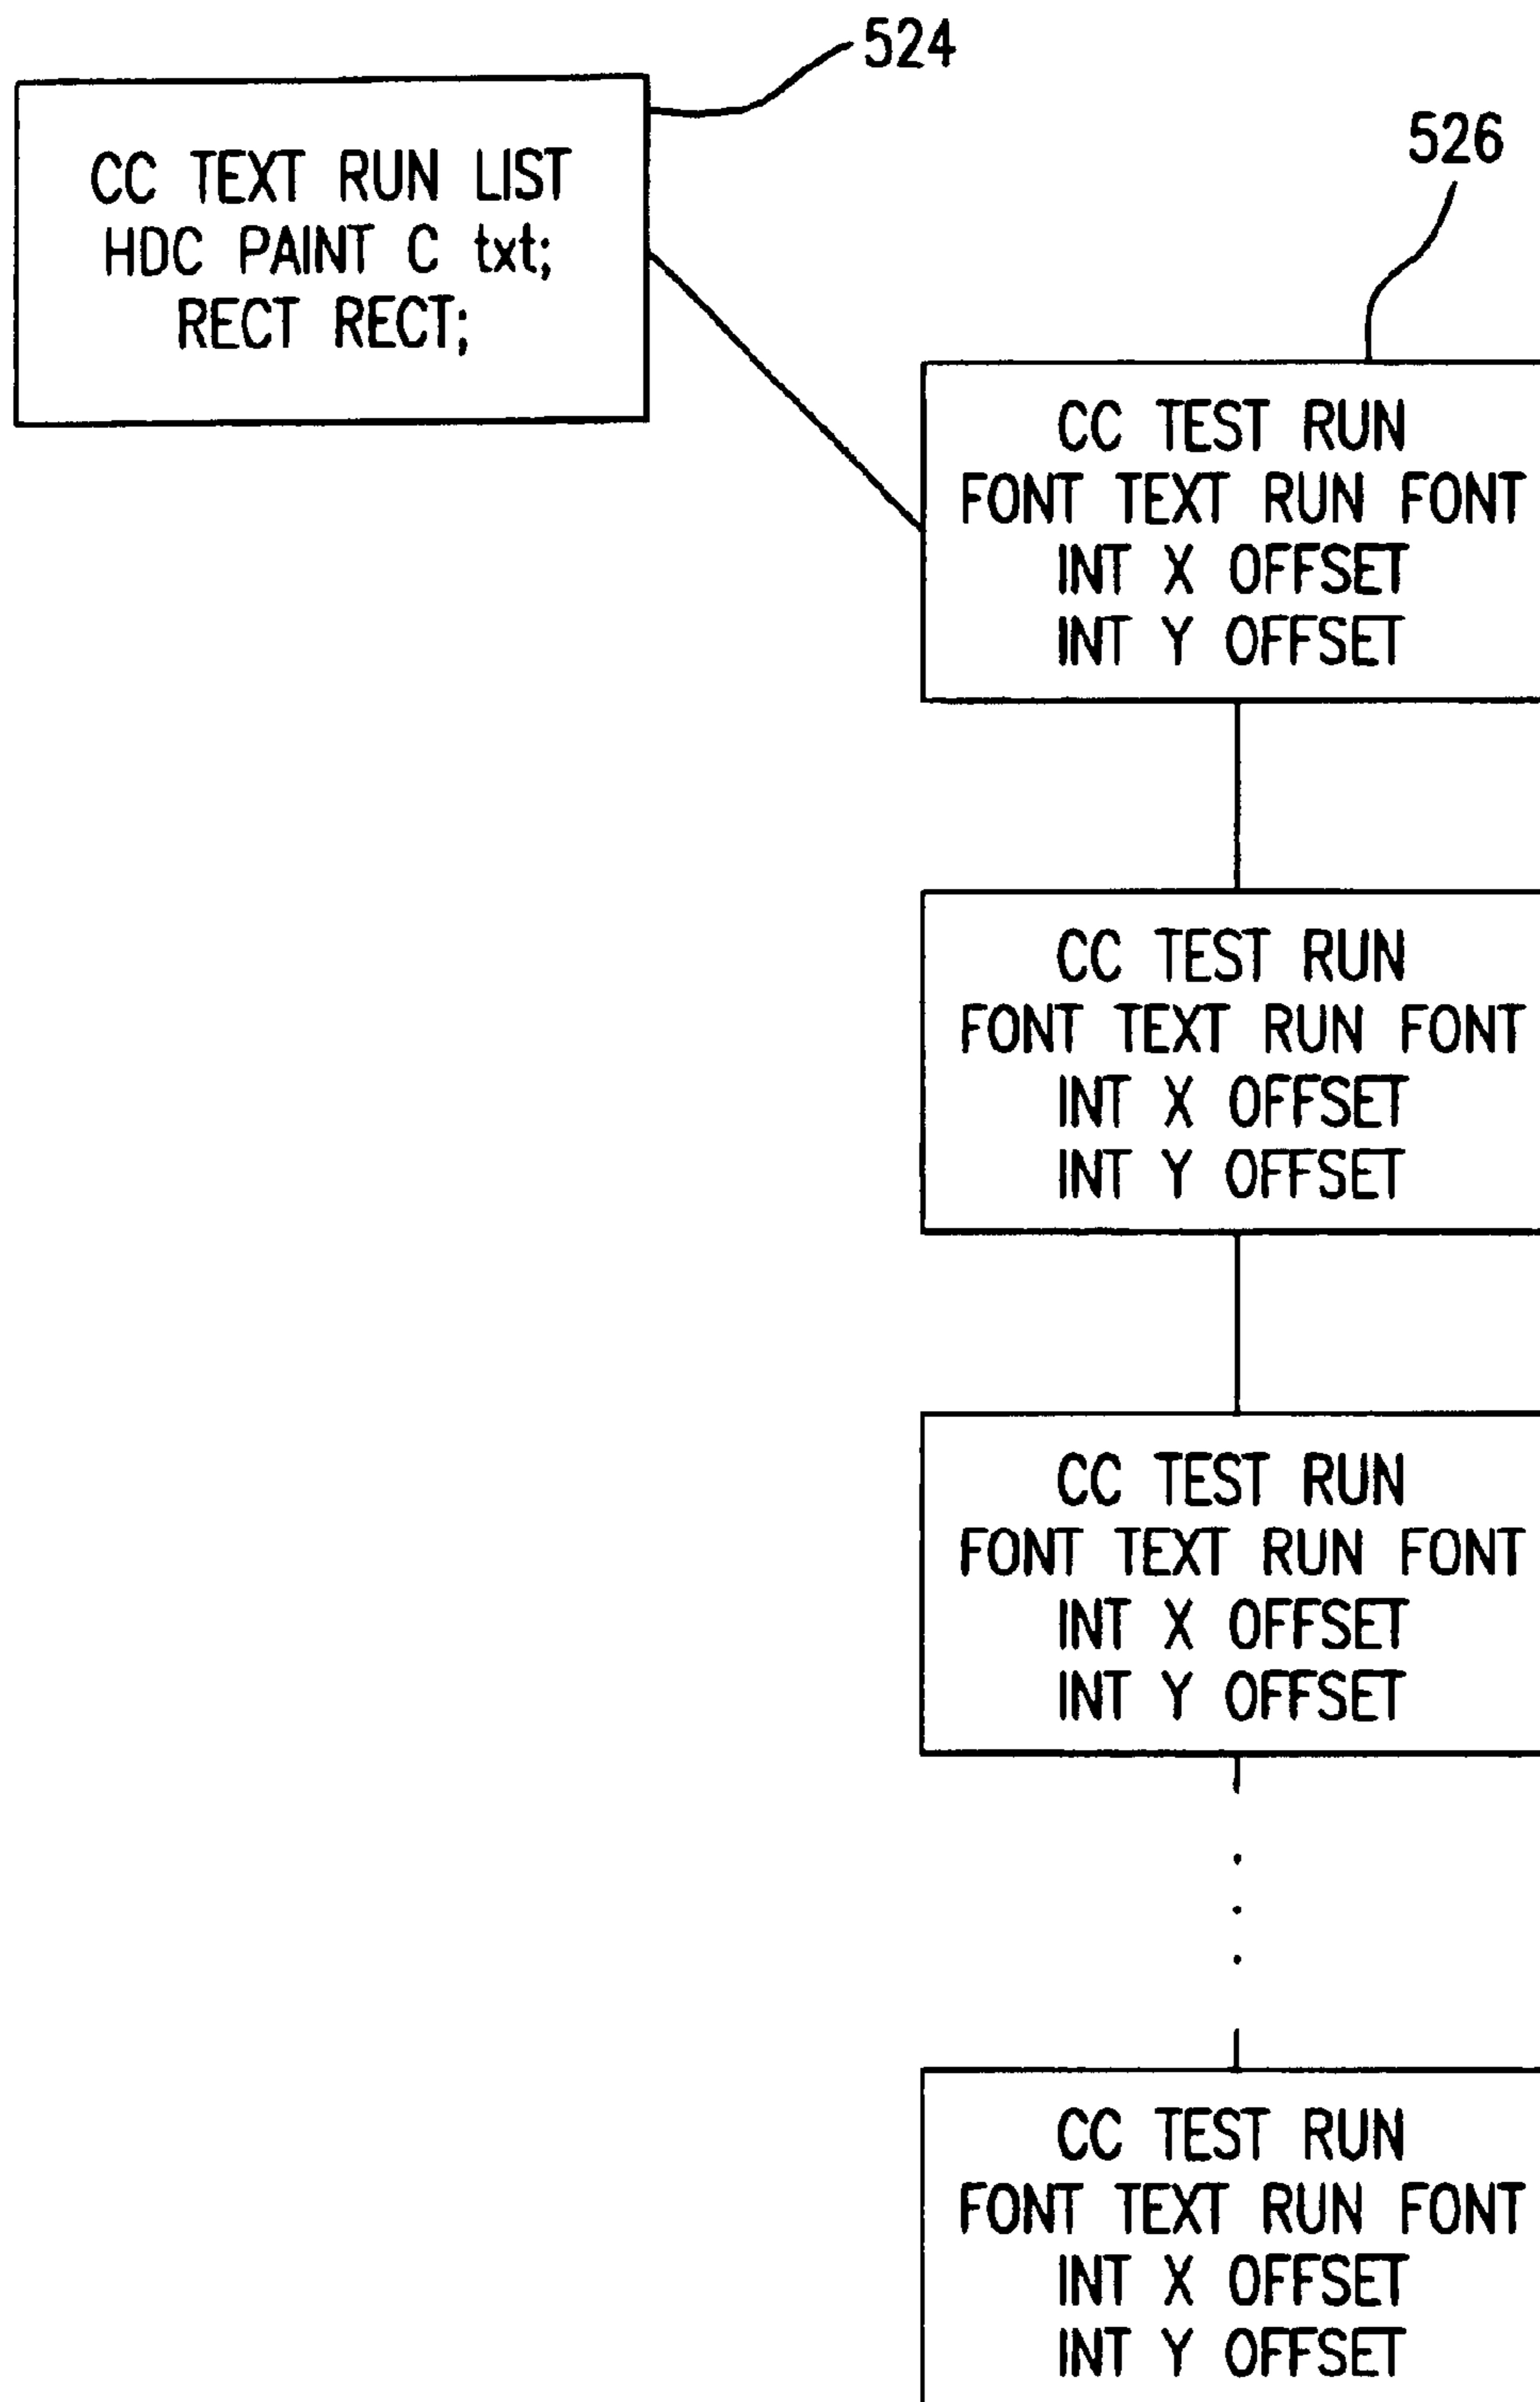 524
CC TEXT RUN LIST
HDC PAINT C txt;
RECT RECT;
526
CC TEST RUN
FONT TEXT RUN FONT
INT X OFFSET
INT Y OFFSET
CC TEST RUN
FONT TEXT RUN FONT
INT X OFFSET
INT Y OFFSET
CC TEST RUN
FONT TEXT RUN FONT
INT X OFFSET
INT Y OFFSET
CC TEST RUN
FONT TEXT RUN FONT
INT X OFFSET
INT Y OFFSET